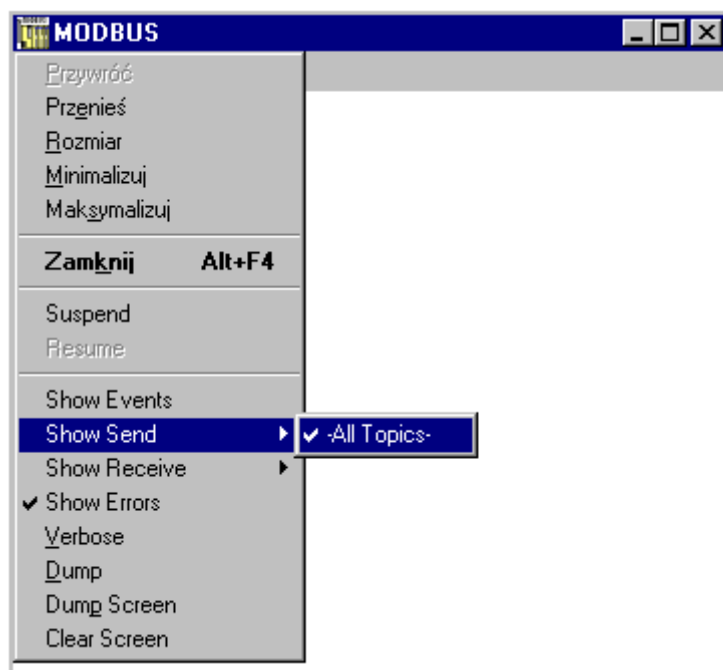 MODBUS
Przywróć
Przenieś
Rozmiar
Minimalizuj
Maksymalizuj
Zamknij Alt+F4
Suspend
Resume
Show Events
Show Send -All Topics-
Show Receive
Show Errors
Verbose
Dump
Dump Screen
Clear Screen